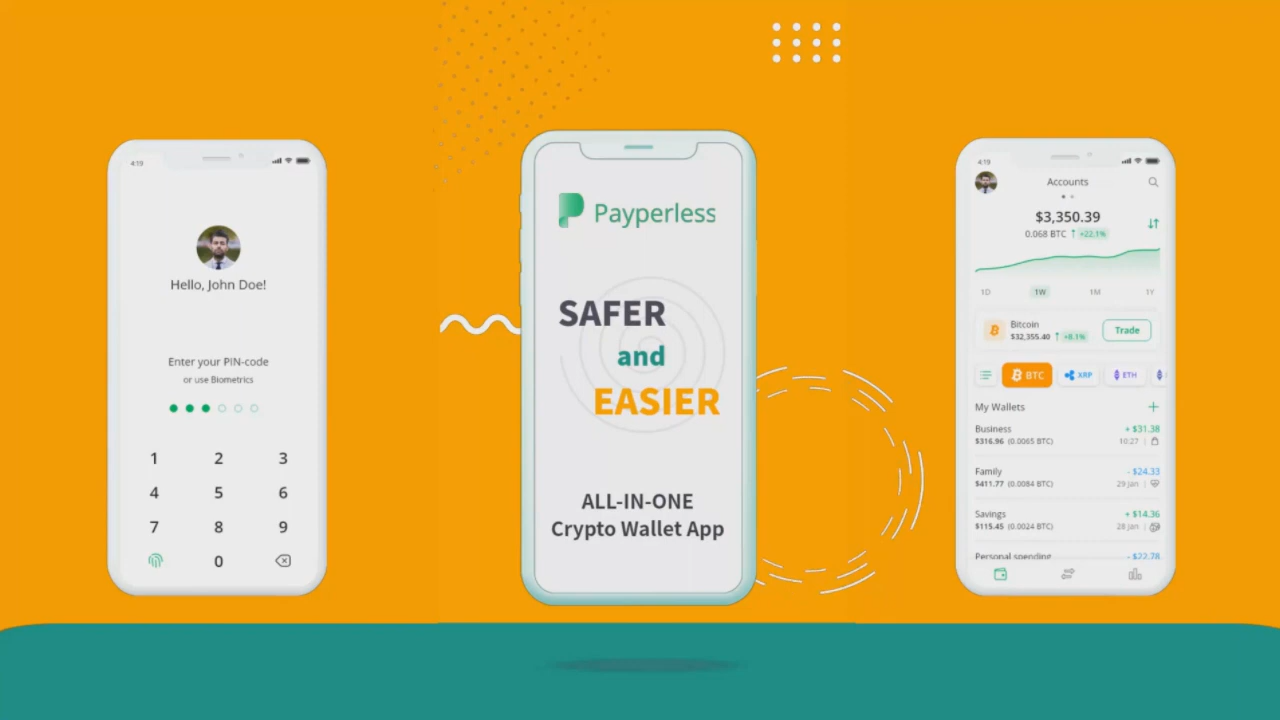 4:19
Hello, John Doe!
Enter your PIN-code
or use Biometrics
1 2 3
4 5 6
7 8 9
0
Payperless
SAFER
and
EASIER
ALL-IN-ONE
Crypto Wallet App
4:19
Accounts
$3,350.39
0.068 BTC ↑ +22.1%
1D 1W 1M 1Y
Bitcoin
$32,355.40 ↑ +8.1%
Trade
BTC XRP ETH
My Wallets +
Business + $31.38
$316.96 (0.0065 BTC) 10:27
Family - $24.33
$411.77 (0.0084 BTC) 29 Jan
Savings + $14.36
$115.45 (0.0024 BTC) 28 Jan
Personal spending - $22.78